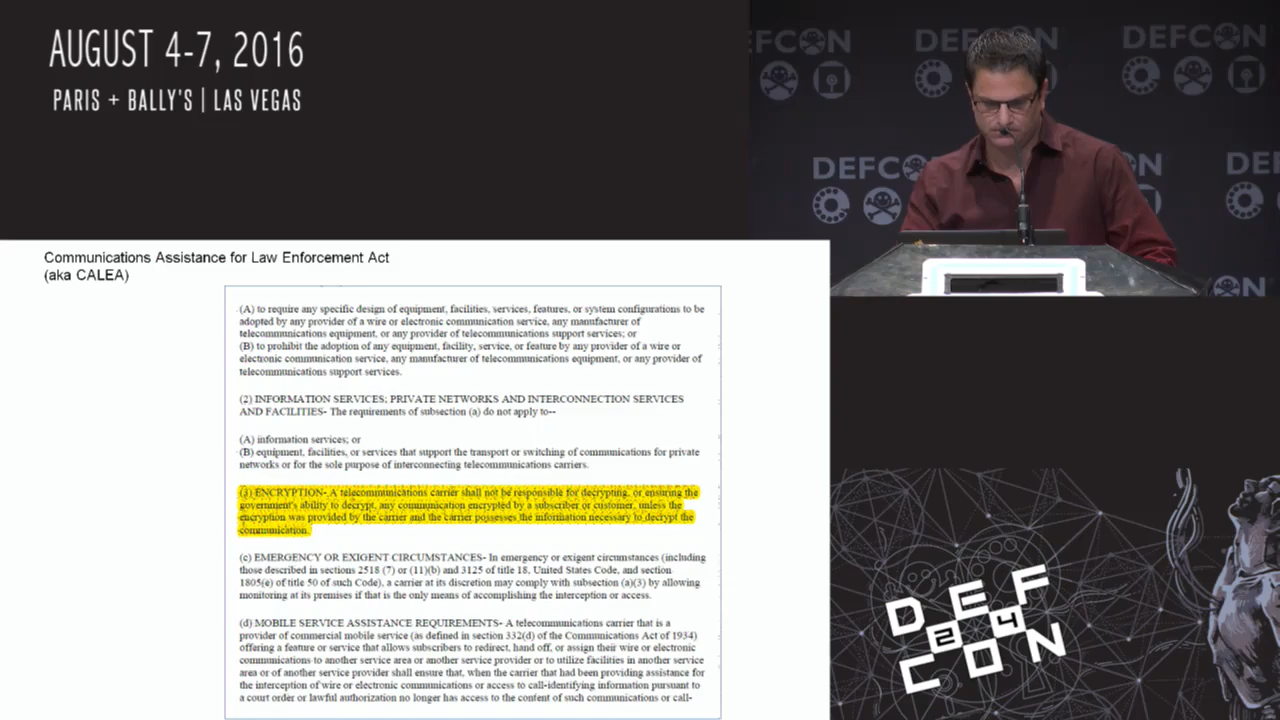 AUGUST 4-7, 2016
PARIS + BALLY'S | LAS VEGAS
DEFCON
DEFCON
DEFCON
DEFCON
Communications Assistance for Law Enforcement Act
(aka CALEA)
(A) to require any specific design of equipment, facilities, services, features, or system configurations to be
adopted by any provider of a wire or electronic communication service, any manufacturer of
telecommunications equipment, or any provider of telecommunications support services; or
(B) to prohibit the adoption of any equipment, facility, service, or feature by any provider of a wire or
electronic communication service, any manufacturer of telecommunications equipment, or any provider of
telecommunications support services.
(2) INFORMATION SERVICES; PRIVATE NETWORKS AND INTERCONNECTION SERVICES
AND FACILITIES- The requirements of subsection (a) do not apply to--
(A) information services; or
(B) equipment, facilities, or services that support the transport or switching of communications for private
networks or for the sole purpose of interconnecting telecommunications carriers.
(3) ENCRYPTION- A telecommunications carrier shall not be responsible for decrypting, or ensuring the
government's ability to decrypt, any communication encrypted by a subscriber or customer, unless the
encryption was provided by the carrier and the carrier possesses the information necessary to decrypt the
communication.
(c) EMERGENCY OR EXIGENT CIRCUMSTANCES- In emergency or exigent circumstances (including
those described in sections 2518 (7) or (11)(b) and 3125 of title 18, United States Code, and section
1805(e) of title 50 of such Code), a carrier at its discretion may comply with subsection (a)(3) by allowing
monitoring at its premises if that is the only means of accomplishing the interception or access.
(d) MOBILE SERVICE ASSISTANCE REQUIREMENTS- A telecommunications carrier that is a
provider of commercial mobile service (as defined in section 332(d) of the Communications Act of 1934)
offering a feature or service that allows subscribers to redirect, hand off, or assign their wire or electronic
communications to another service area or another service provider or to utilize facilities in another service
area or of another service provider shall ensure that, when the carrier that had been providing assistance for
the interception of wire or electronic communications or access to call-identifying information pursuant to
a court order or lawful authorization no longer has access to the content of such communications or call-
DEF
24
CON